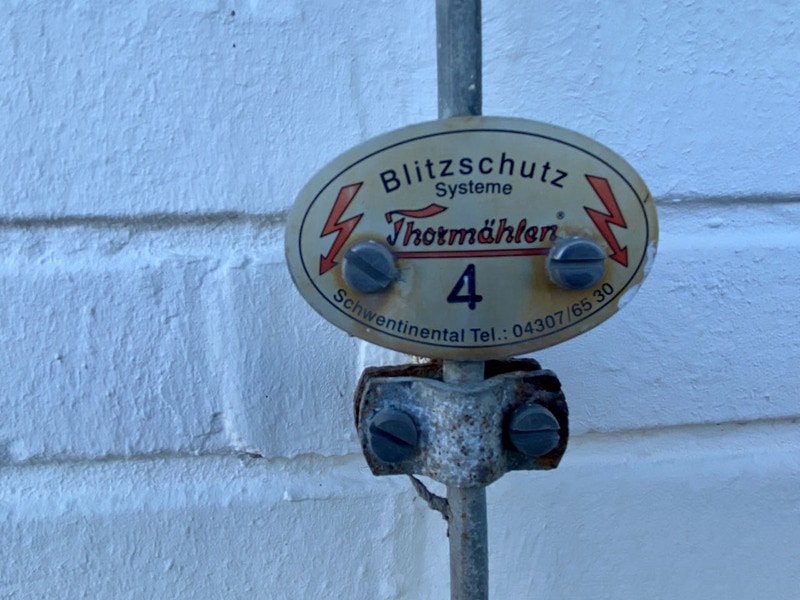 Blitzschutz
Systeme
Thormählen®
4
Schwentinental Tel.: 04307/65 30